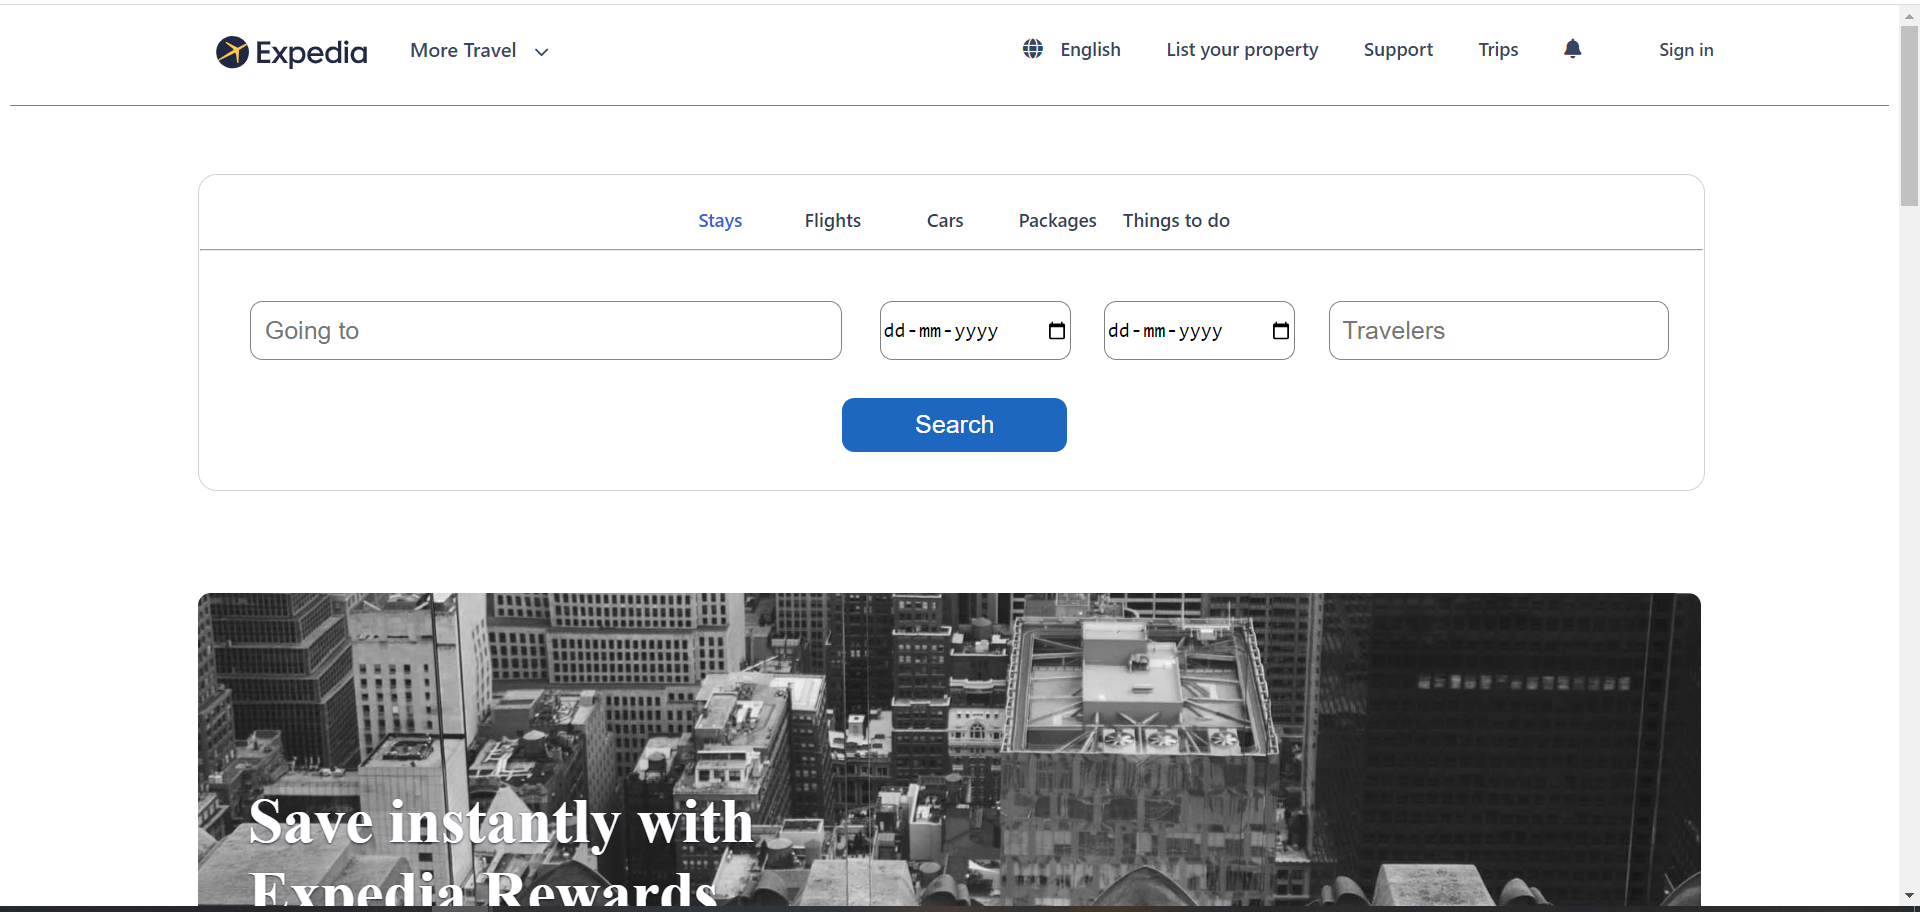 Expedia More Travel English List your property Support Trips Sign in
Stays Flights Cars Packages Things to do
Going to dd-mm-yyyy dd-mm-yyyy Travelers
Search
Save instantly with
Expedia Rewards